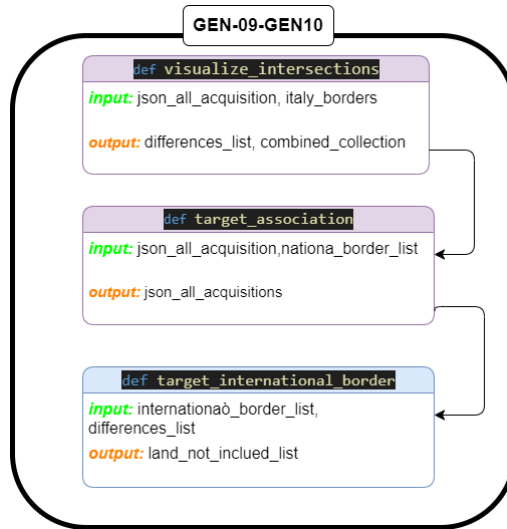 GEN-09-GEN10
def visualize_intersections
input: json_all_acquisition, italy_borders
output: differences_list, combined_collection
def target_association
input: json_all_acquisition,nationa_border_list
output: json_all_acquisitions
def target_international_border
input: internationaò_border_list,
differences_list
output: land_not_inclued_list